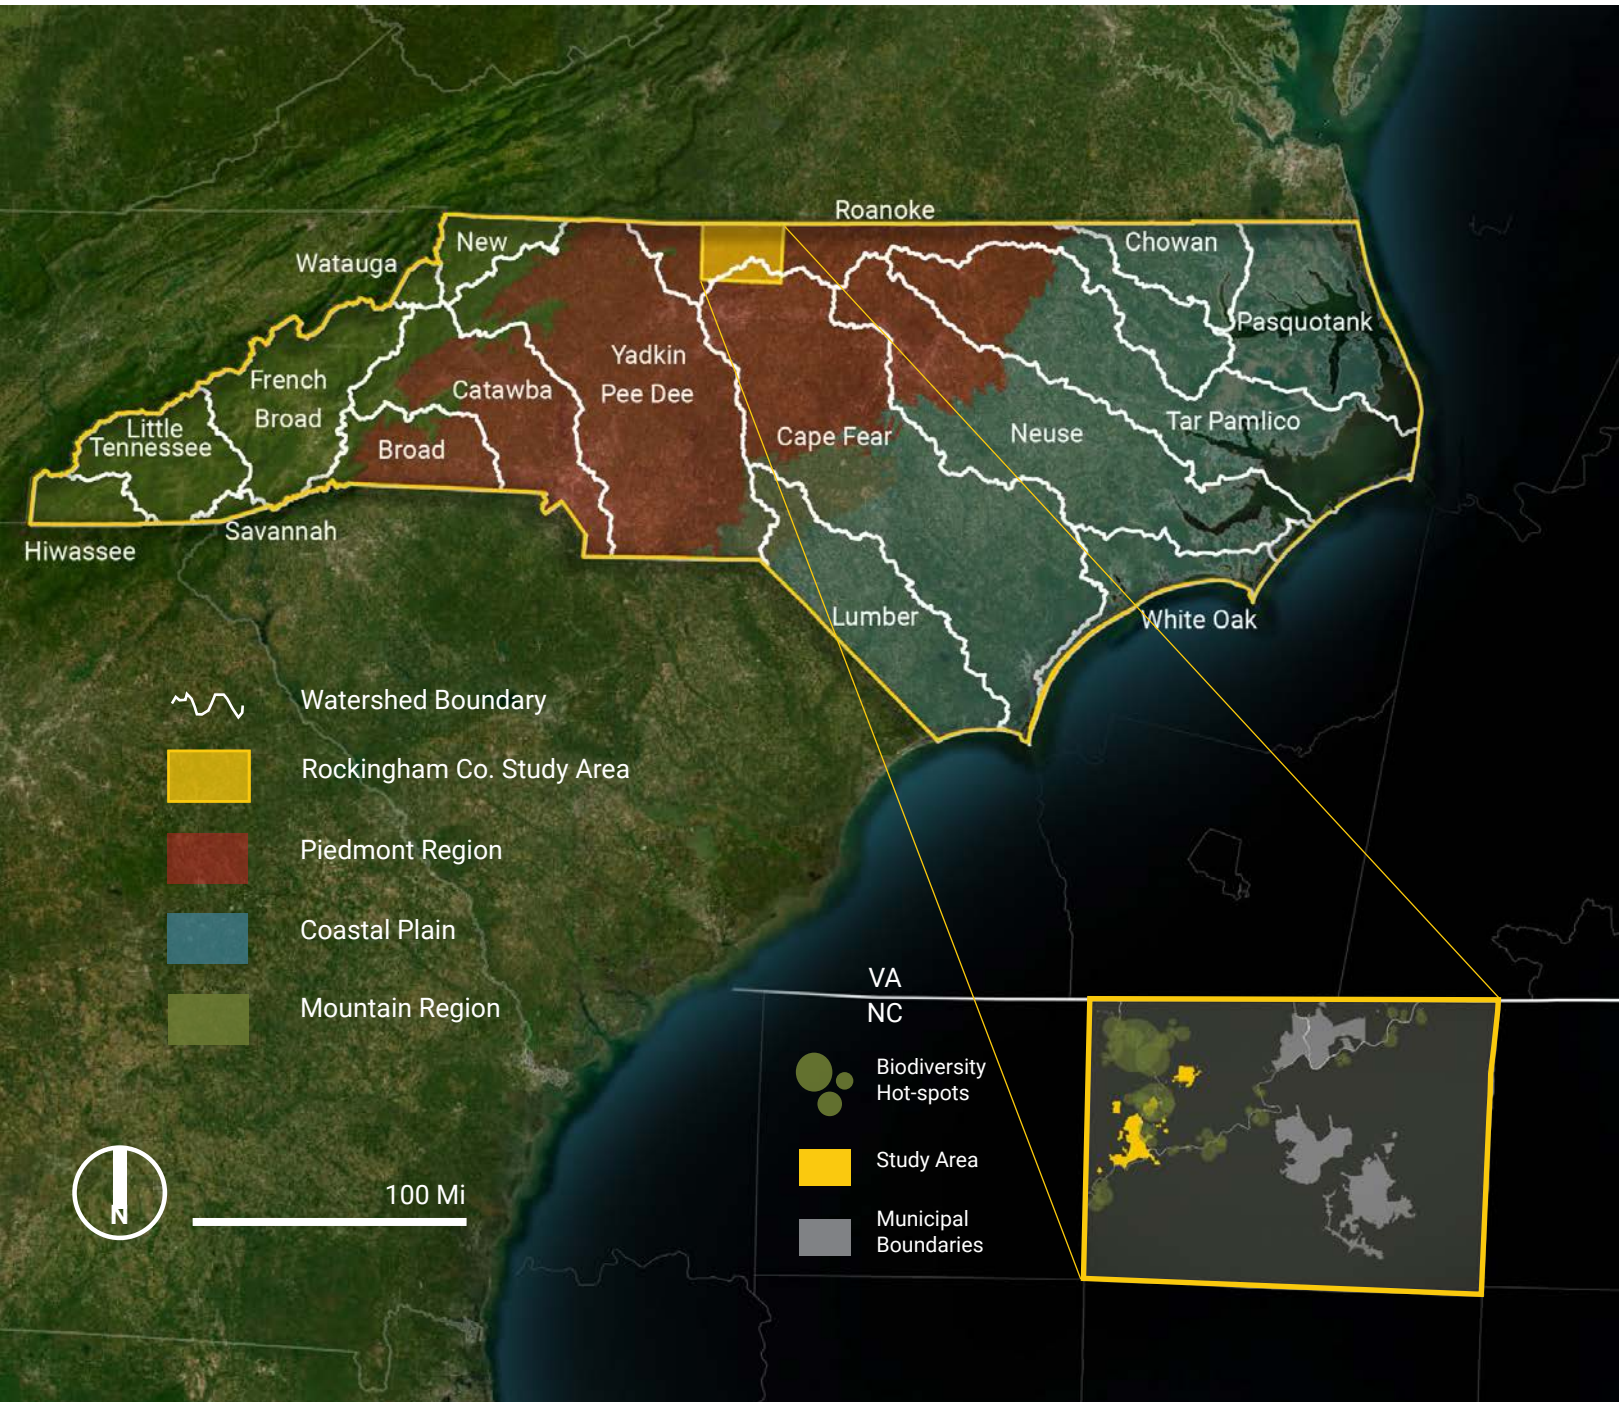 Roanoke
New
Chowan
Watauga
Pasquotank
Yadkin
Pee Dee
French
Broad
Catawba
Little
Tennessee
Broad
Cape Fear
Neuse
Tar Pamlico
Savannah
Hiwassee
Lumber
White Oak
Watershed Boundary
Rockingham Co. Study Area
Piedmont Region
Coastal Plain
Mountain Region
VA
NC
Biodiversity
Hot-spots
Study Area
Municipal
Boundaries
N
100 Mi